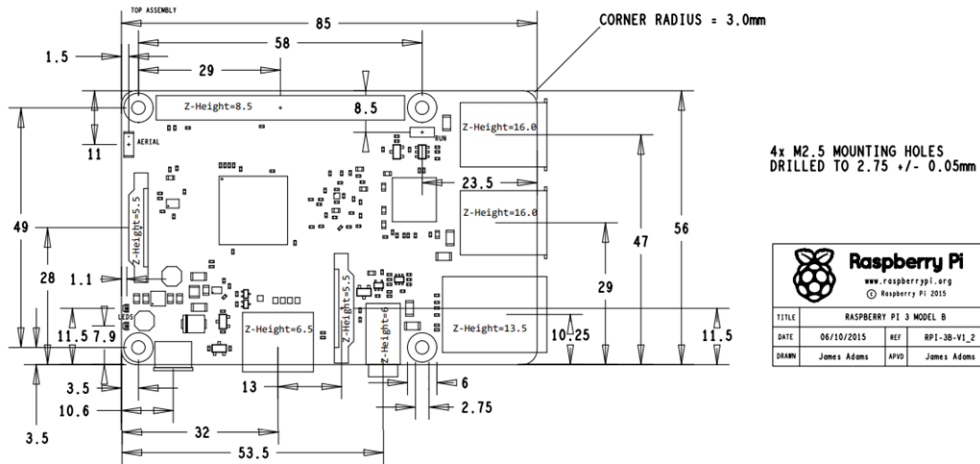 TOP ASSEMBLY
85
CORNER RADIUS = 3.0mm
58
1.5
29
Z-Height=8.5
8.5
Z-Height=16.0
AERIAL
RUN
11
4x M2.5 MOUNTING HOLES
DRILLED TO 2.75 +/- 0.05mm
23.5
49
Z-Height=5.5
Z-Height=16.0
56
47
28
29
1.1
Z-Height=5.5
Raspberry Pi
www.raspberrypi.org
© Raspberry Pi 2015
LEDS
11.5
7.9
Z-Height=6.5
Z-Height=6
Z-Height=13.5
10.25
11.5
TITLE RASPBERRY PI 3 MODEL B
DATE 06/10/2015 REF RPI-3B-V1_2
DRAWN James Adams APVD James Adams
3.5
13
6
10.6
2.75
3.5
32
53.5